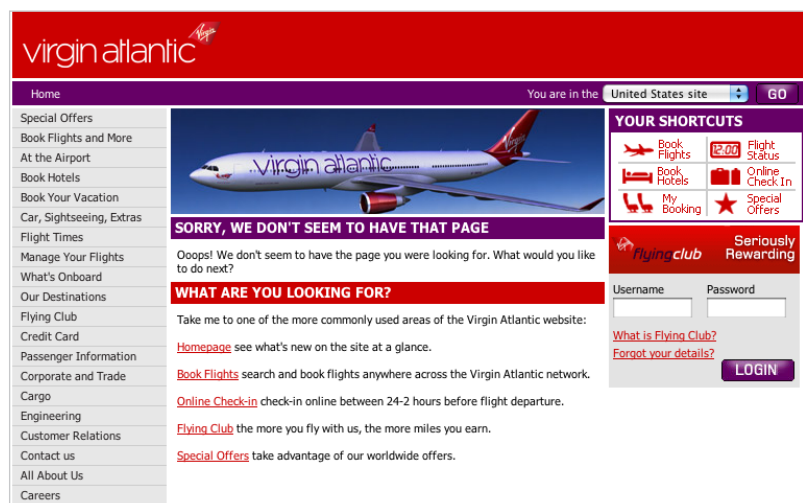 virgin atlantic
Virgin
Home
You are in the
United States site
GO
Special Offers
Book Flights and More
At the Airport
Book Hotels
Book Your Vacation
Car, Sightseeing, Extras
Flight Times
Manage Your Flights
What's Onboard
Our Destinations
Flying Club
Credit Card
Passenger Information
Corporate and Trade
Cargo
Engineering
Customer Relations
Contact us
All About Us
Careers
virgin atlantic
Virgin
SORRY, WE DON'T SEEM TO HAVE THAT PAGE
Ooops! We don't seem to have the page you were looking for. What would you like
to do next?
WHAT ARE YOU LOOKING FOR?
Take me to one of the more commonly used areas of the Virgin Atlantic website:
Homepage see what's new on the site at a glance.
Book Flights search and book flights anywhere across the Virgin Atlantic network.
Online Check-in check-in online between 24-2 hours before flight departure.
Flying Club the more you fly with us, the more miles you earn.
Special Offers take advantage of our worldwide offers.
YOUR SHORTCUTS
Book
Flights
12:00
Flight
Status
Book
Hotels
Online
Check In
My
Booking
Special
Offers
flyingclub
Seriously
Rewarding
Username
Password
What is Flying Club?
Forgot your details?
LOGIN